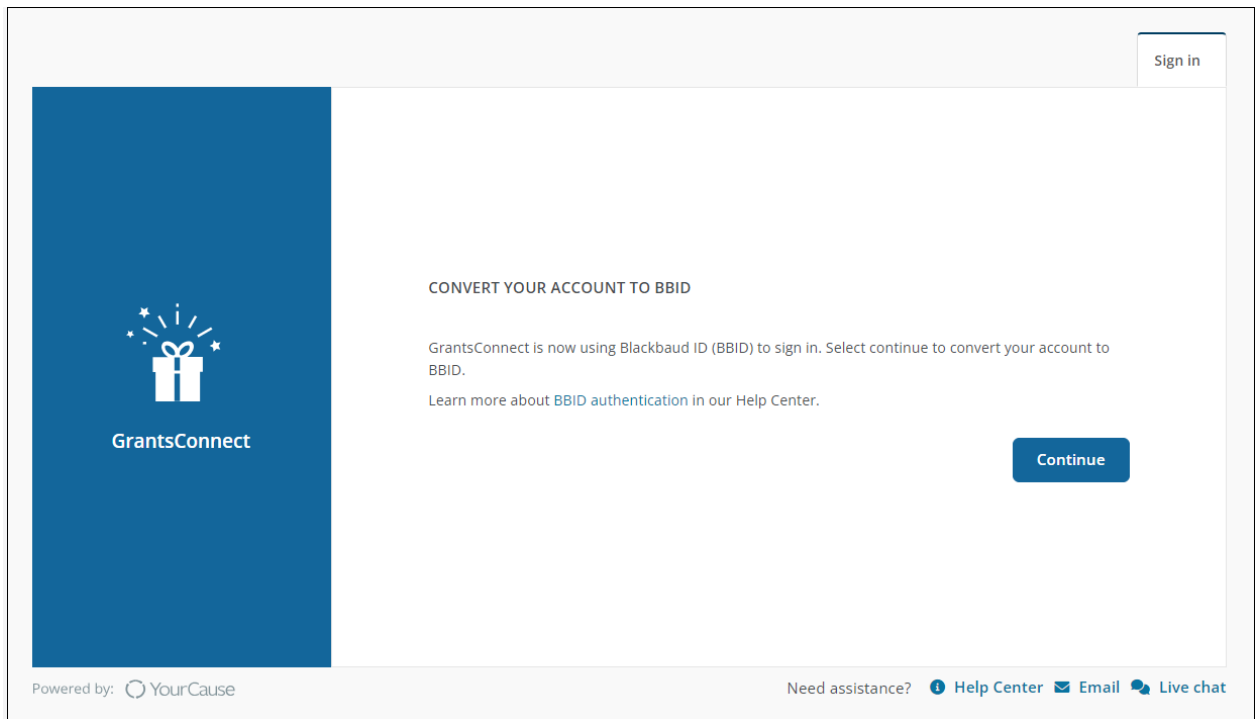 Sign in
CONVERT YOUR ACCOUNT TO BBID
GrantsConnect is now using Blackbaud ID (BBID) to sign in. Select continue to convert your account to
BBID.
Learn more about BBID authentication in our Help Center.
GrantsConnect
Continue
Powered by: YourCause
Need assistance? Help Center Email Live chat